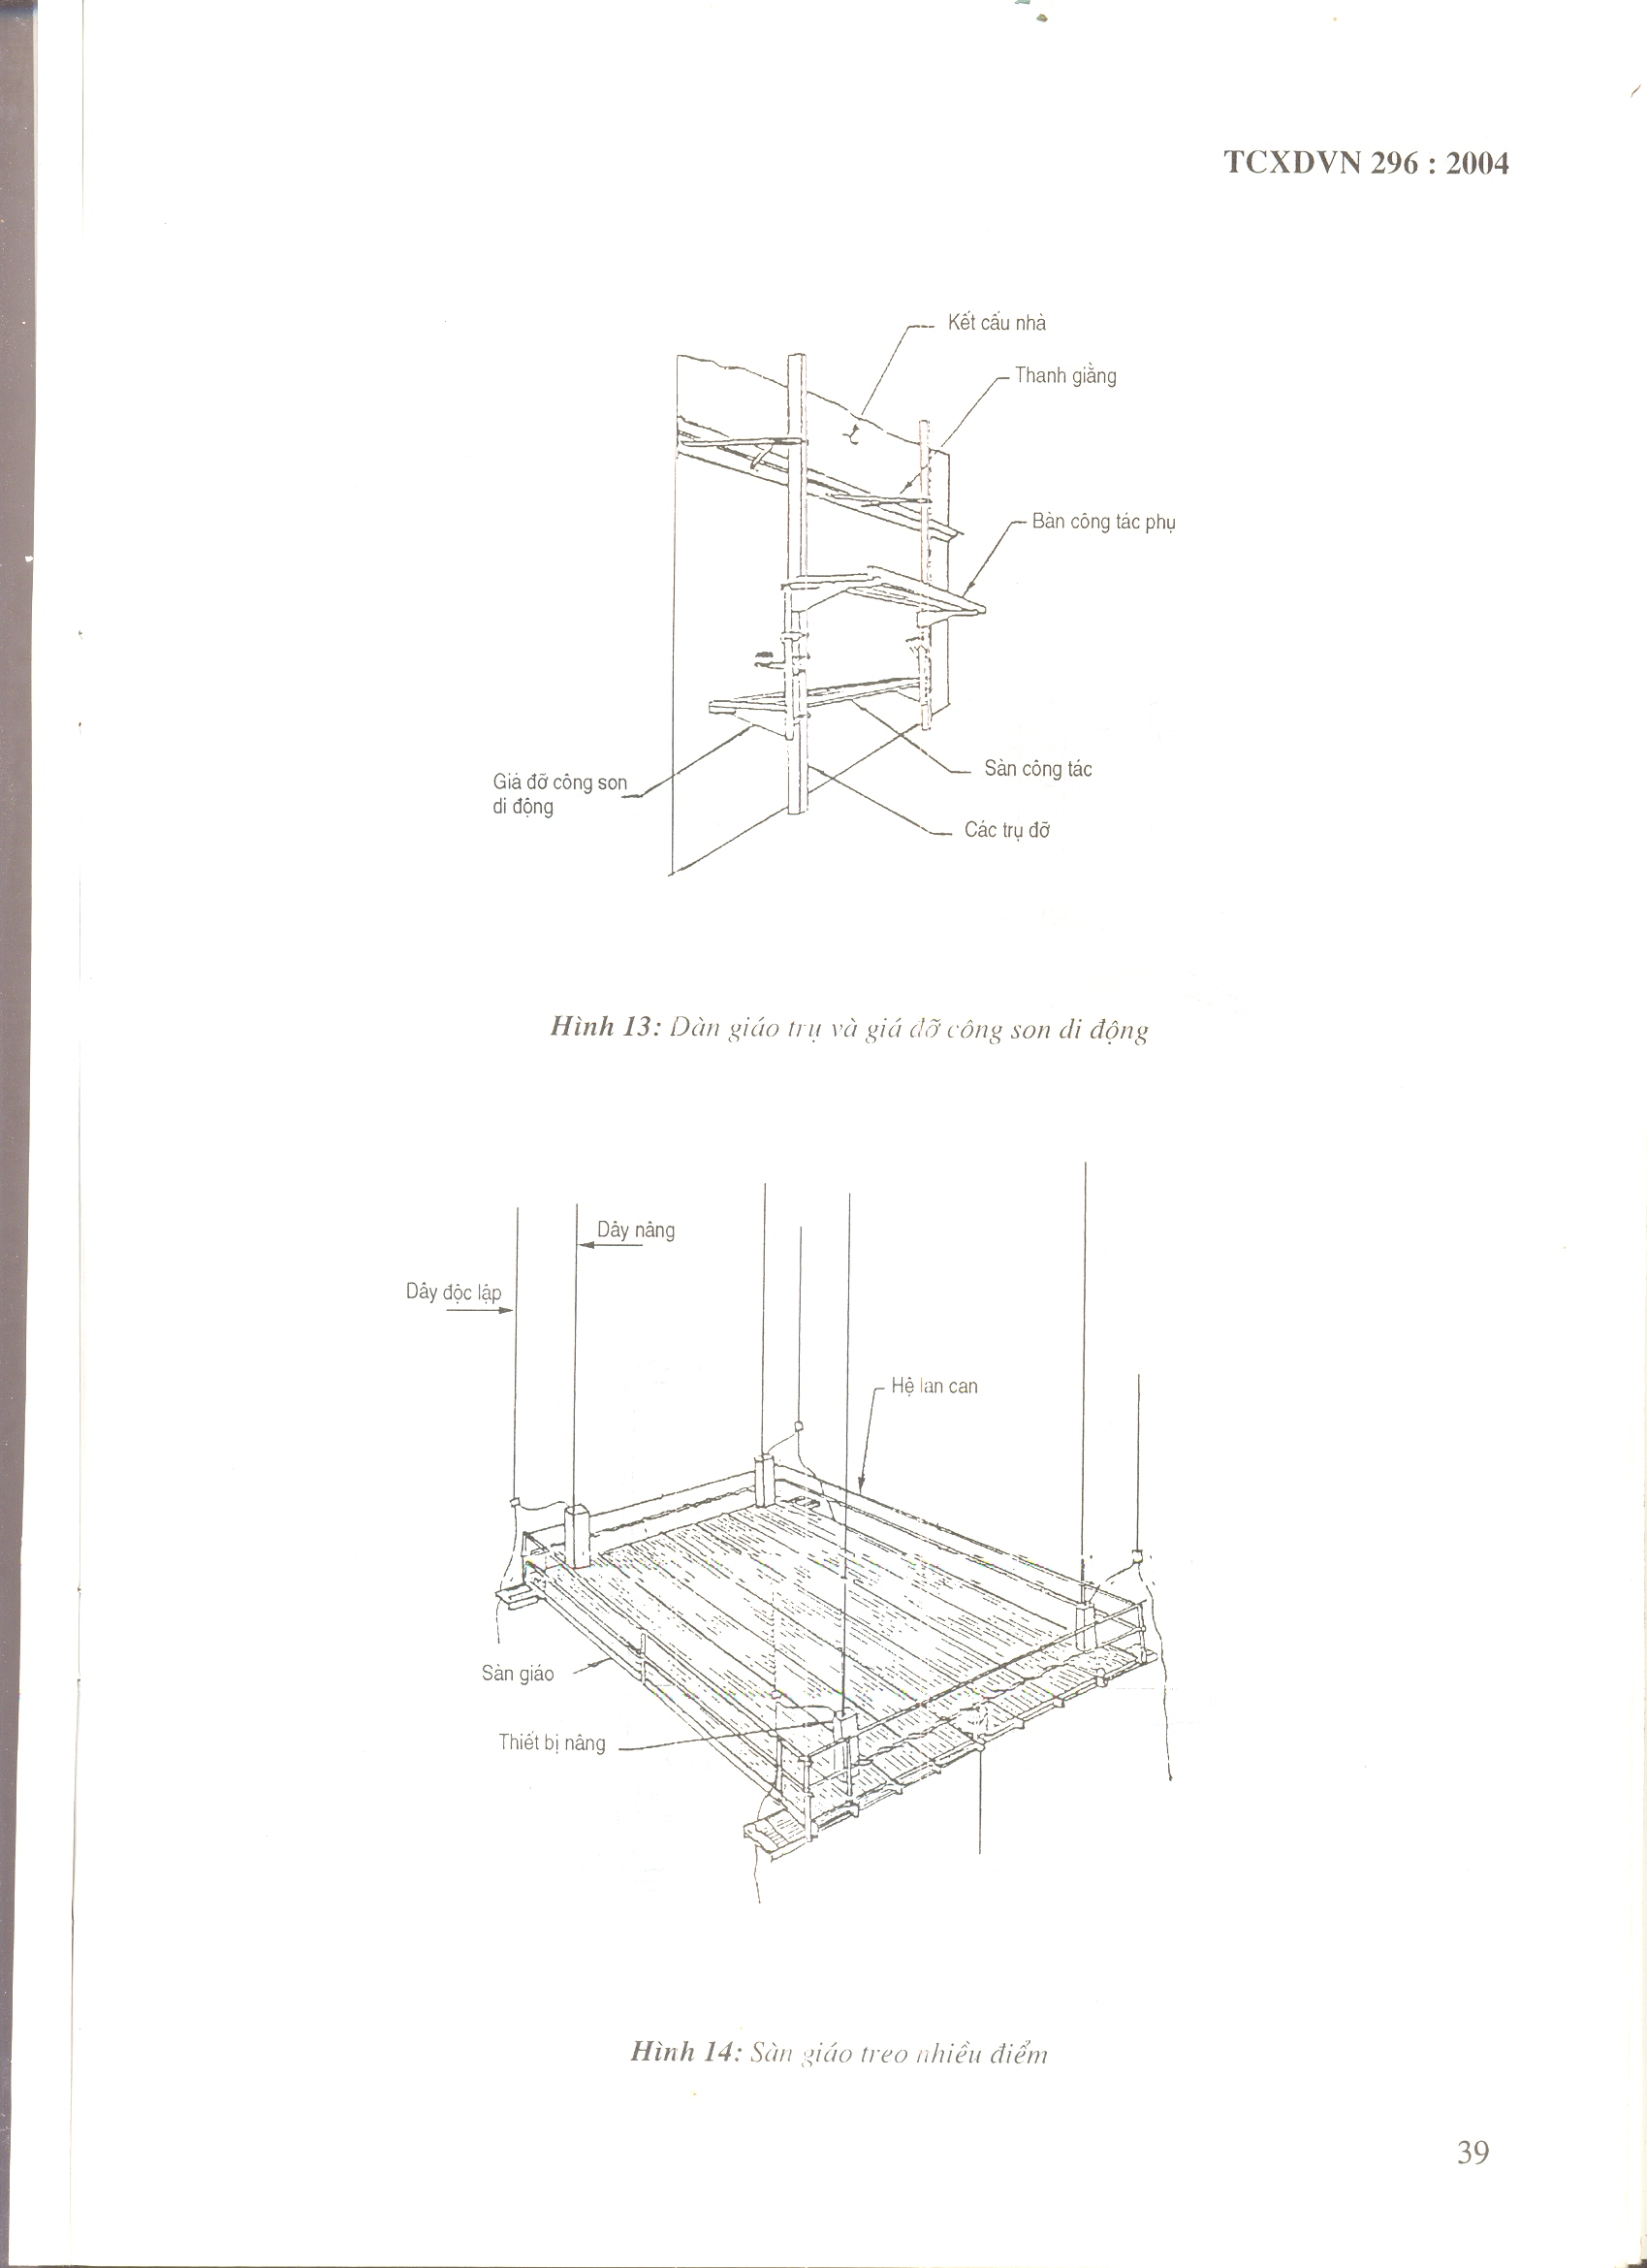 TCXDVN 296 : 2004
Kết cấu nhà
Thanh giằng
Bàn công tác phụ
Giá đỡ công son
di động
Sàn công tác
Các trụ đỡ
Hình 13: Dàn giáo trụ và giá đỡ công son di động
Dây nâng
Dây độc lập
Hệ lan can
Sàn giáo
Thiết bị nâng
Hình 14: Sàn giáo treo nhiều điểm
39